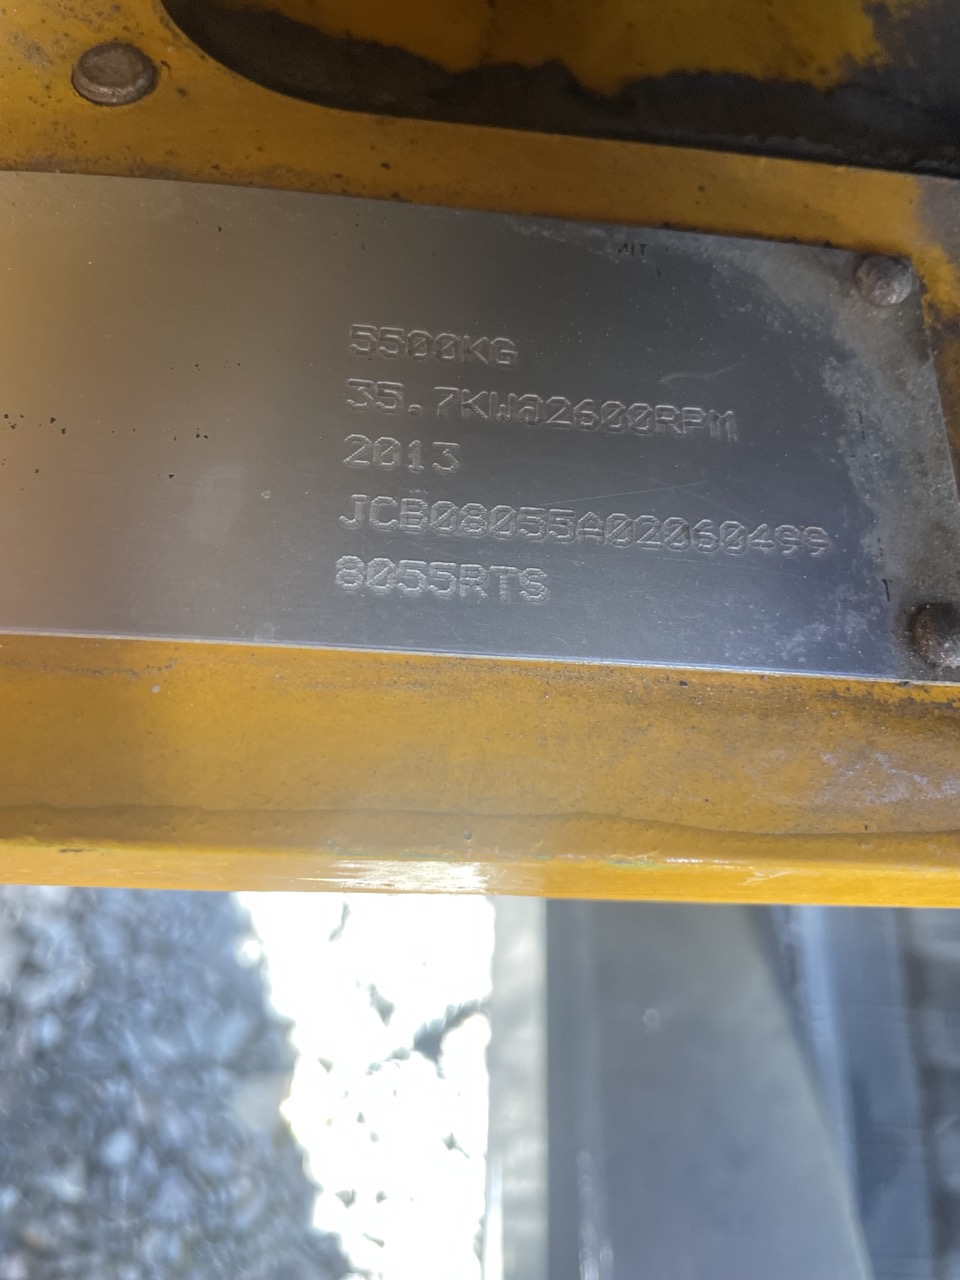 5500KG
35.7KW@2600RPM
2013
JCB08055A02060499
8055RTS